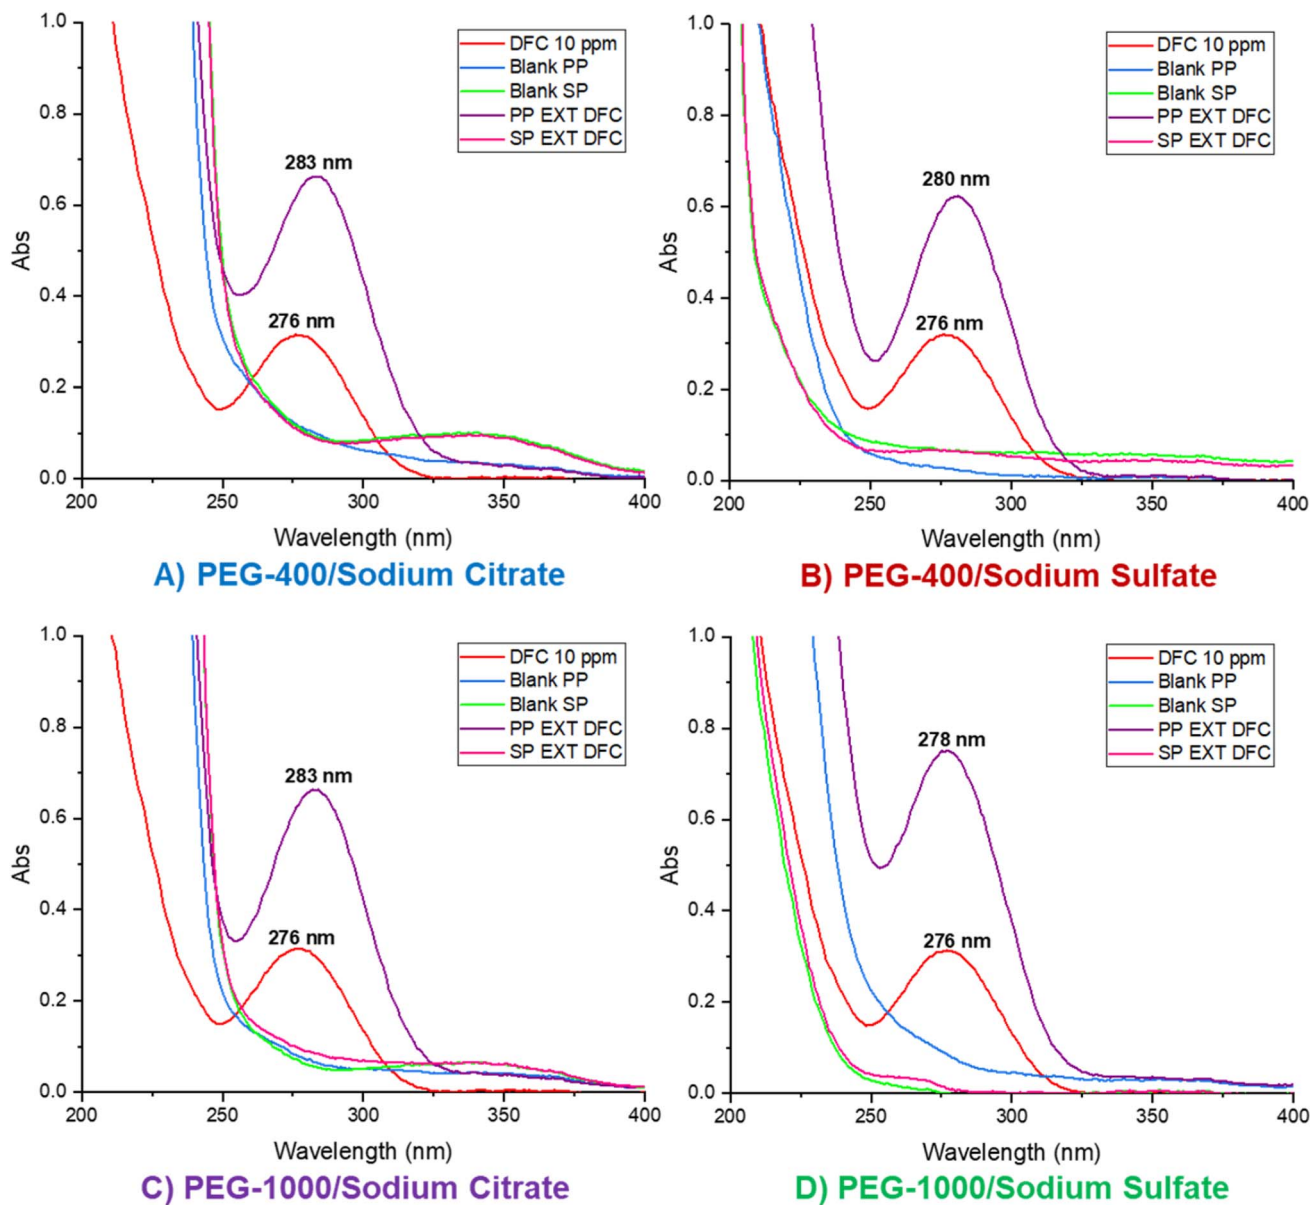 1.0
0.8
0.6
0.4
0.2
0.0
Abs
DFC 10 ppm
Blank PP
Blank SP
PP EXT DFC
SP EXT DFC
283 nm
276 nm
200 250 300 350 400
Wavelength (nm)
A) PEG-400/Sodium Citrate
1.0
0.8
0.6
0.4
0.2
0.0
Abs
DFC 10 ppm
Blank PP
Blank SP
PP EXT DFC
SP EXT DFC
280 nm
276 nm
200 250 300 350 400
Wavelength (nm)
B) PEG-400/Sodium Sulfate
1.0
0.8
0.6
0.4
0.2
0.0
Abs
DFC 10 ppm
Blank PP
Blank SP
PP EXT DFC
SP EXT DFC
283 nm
276 nm
200 250 300 350 400
Wavelength (nm)
C) PEG-1000/Sodium Citrate
1.0
0.8
0.6
0.4
0.2
0.0
Abs
DFC 10 ppm
Blank PP
Blank SP
PP EXT DFC
SP EXT DFC
278 nm
276 nm
200 250 300 350 400
Wavelength (nm)
D) PEG-1000/Sodium Sulfate